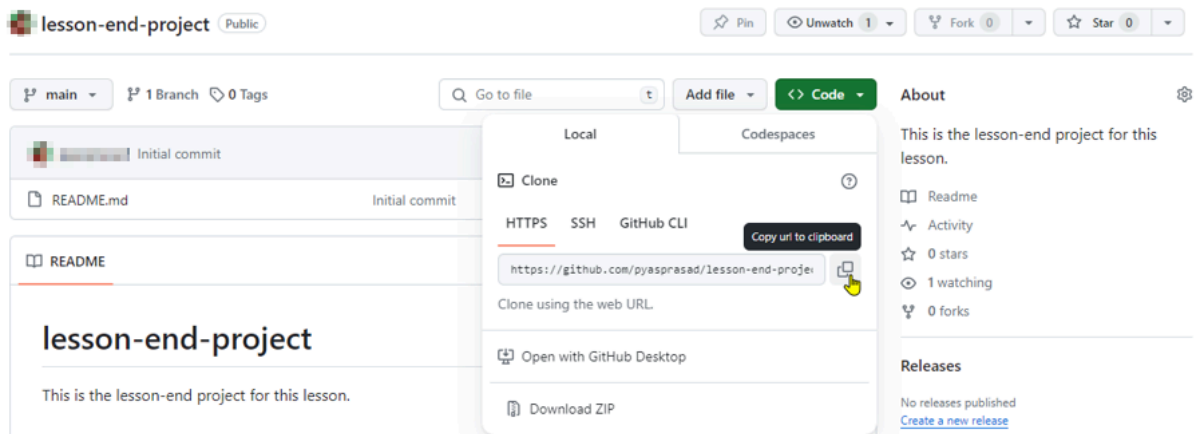 lesson-end-project Public
Pin
Unwatch 1
Fork 0
Star 0
main
1 Branch
0 Tags
Go to file t
Add file
<> Code
Initial commit
README.md Initial commit
README
lesson-end-project
This is the lesson-end project for this lesson.
Local Codespaces
Clone
HTTPS SSH GitHub CLI
Copy url to clipboard
https://github.com/pyasprasad/lesson-end-proje
Clone using the web URL.
Open with GitHub Desktop
Download ZIP
About
This is the lesson-end project for this
lesson.
Readme
Activity
0 stars
1 watching
0 forks
Releases
No releases published
Create a new release